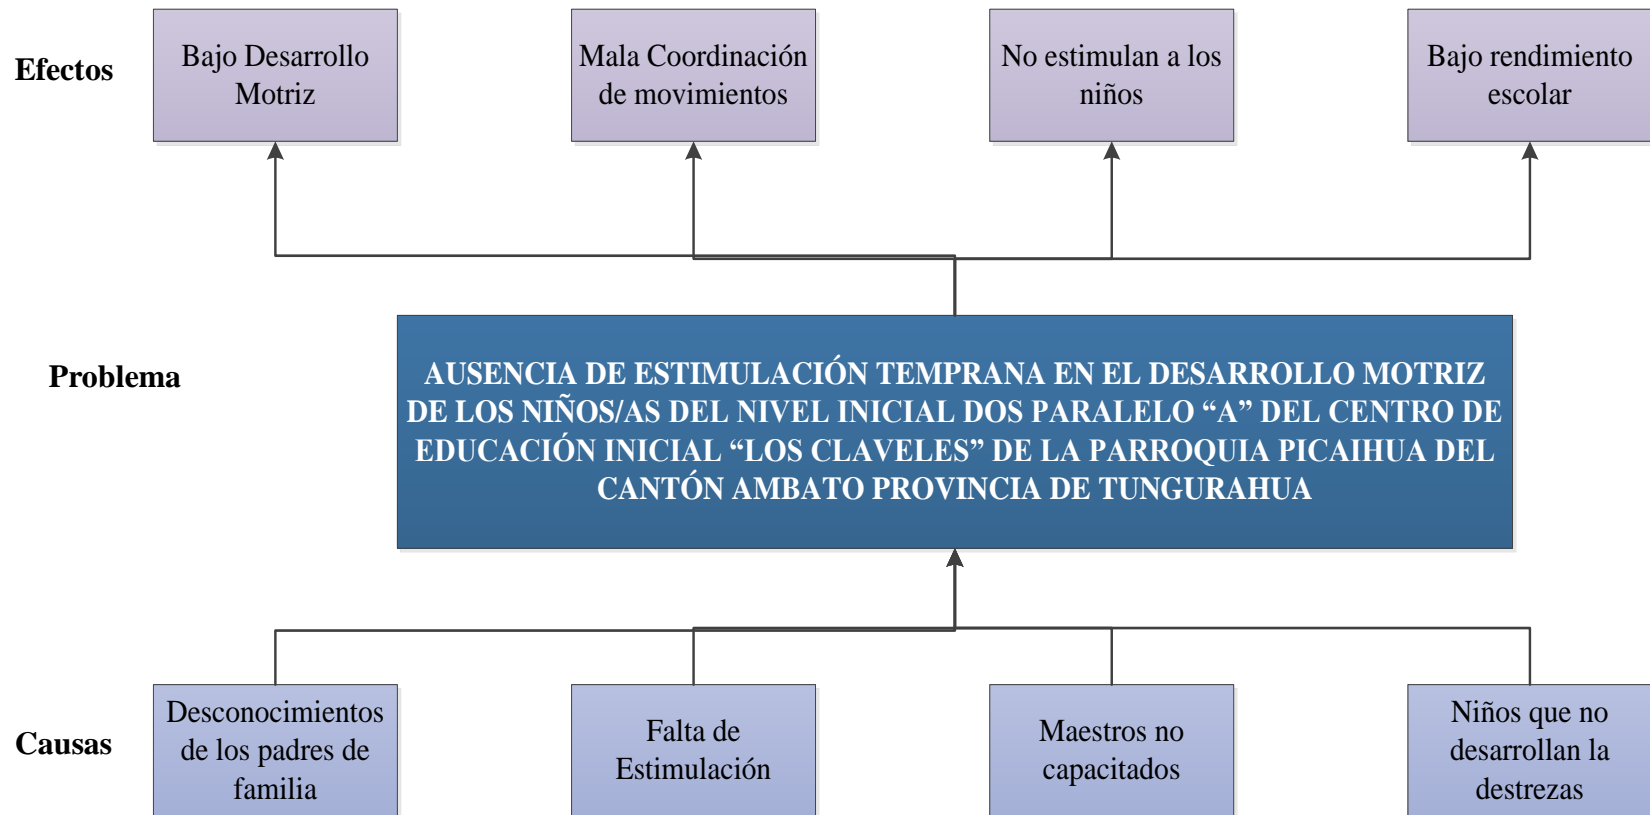 Efectos
Bajo Desarrollo
Motriz
Mala Coordinación
de movimientos
No estimulan a los
niños
Bajo rendimiento
escolar
Problema
AUSENCIA DE ESTIMULACIÓN TEMPRANA EN EL DESARROLLO MOTRIZ
DE LOS NIÑOS/AS DEL NIVEL INICIAL DOS PARALELO “A” DEL CENTRO DE
EDUCACIÓN INICIAL “LOS CLAVELES” DE LA PARROQUIA PICAIHUA DEL
CANTÓN AMBATO PROVINCIA DE TUNGURAHUA
Causas
Desconocimientos
de los padres de
familia
Falta de
Estimulación
Maestros no
capacitados
Niños que no
desarrollan la
destrezas